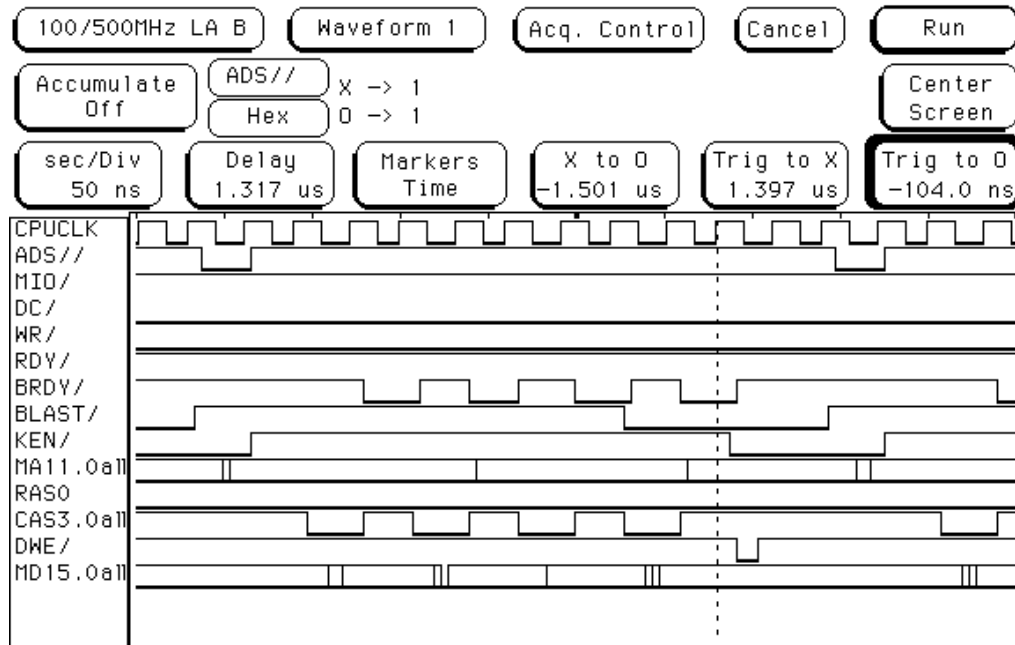 100/500MHz LA B Waveform 1 Acq. Control Cancel Run
Accumulate Off ADS// X -> 1 Center Screen
Hex O -> 1
sec/Div Delay Markers X to O Trig to X Trig to O
50 ns 1.317 us Time -1.501 us 1.397 us -104.0 ns
CPUCLK
ADS//
MIO/
DC/
WR/
RDY/
BRDY/
BLAST/
KEN/
MA11.0all
RAS0
CAS3.0all
DWE/
MD15.0all